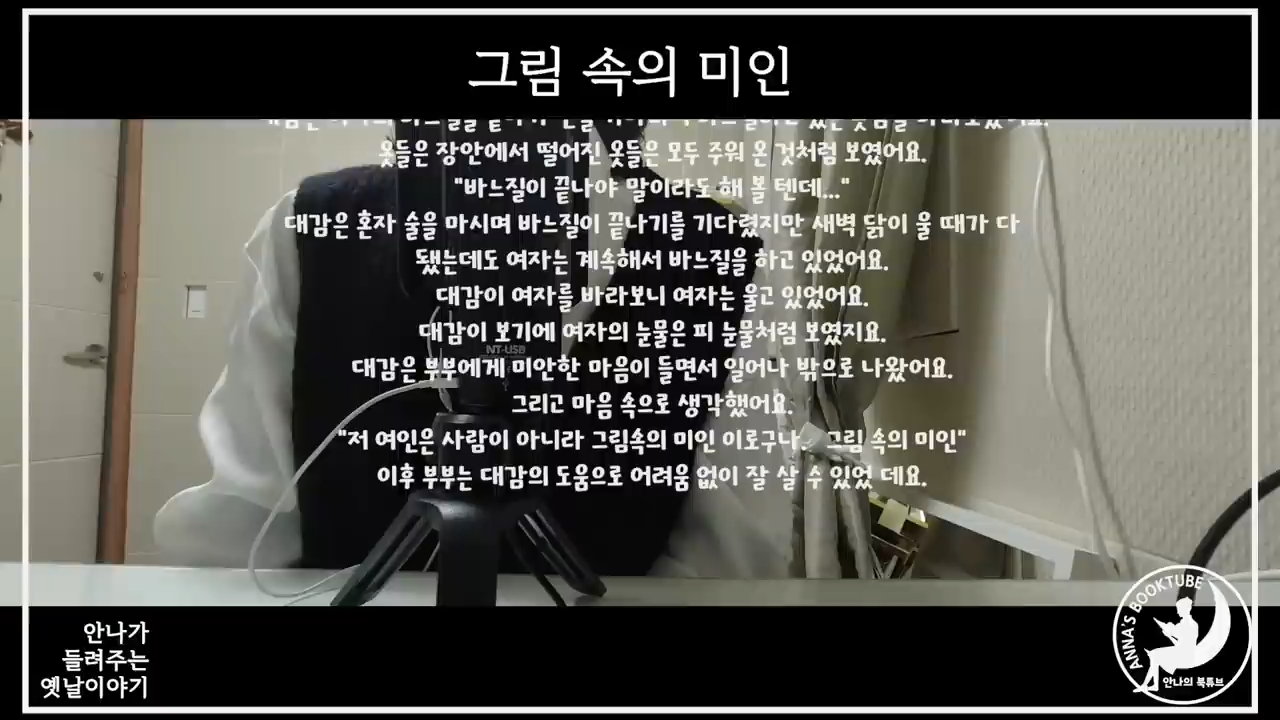 그림 속의 미인
옷들은 장안에서 떨어진 옷들은 모두 주워 온 것처럼 보였어요.
"바느질이 끝나야 말이라도 해 볼 텐데..."
대감은 혼자 술을 마시며 바느질이 끝나기를 기다렸지만 새벽 닭이 울 때가 다
됐는데도 여자는 계속해서 바느질을 하고 있었어요.
대감이 여자를 바라보니 여자는 울고 있었어요.
대감이 보기에 여자의 눈물은 피 눈물처럼 보였지요.
NT-USB
대감은 부부에게 미안한 마음이 들면서 일어나 밖으로 나왔어요.
그리고 마음 속으로 생각했어요.
"저 여인은 사람이 아니라 그림속의 미인 이로구나. 그림 속의 미인"
이후 부부는 대감의 도움으로 어려움 없이 잘 살 수 있었 데요.
안나가
들려주는
옛날이야기
ANNA'S BOOKTUBE
안나의 북튜브